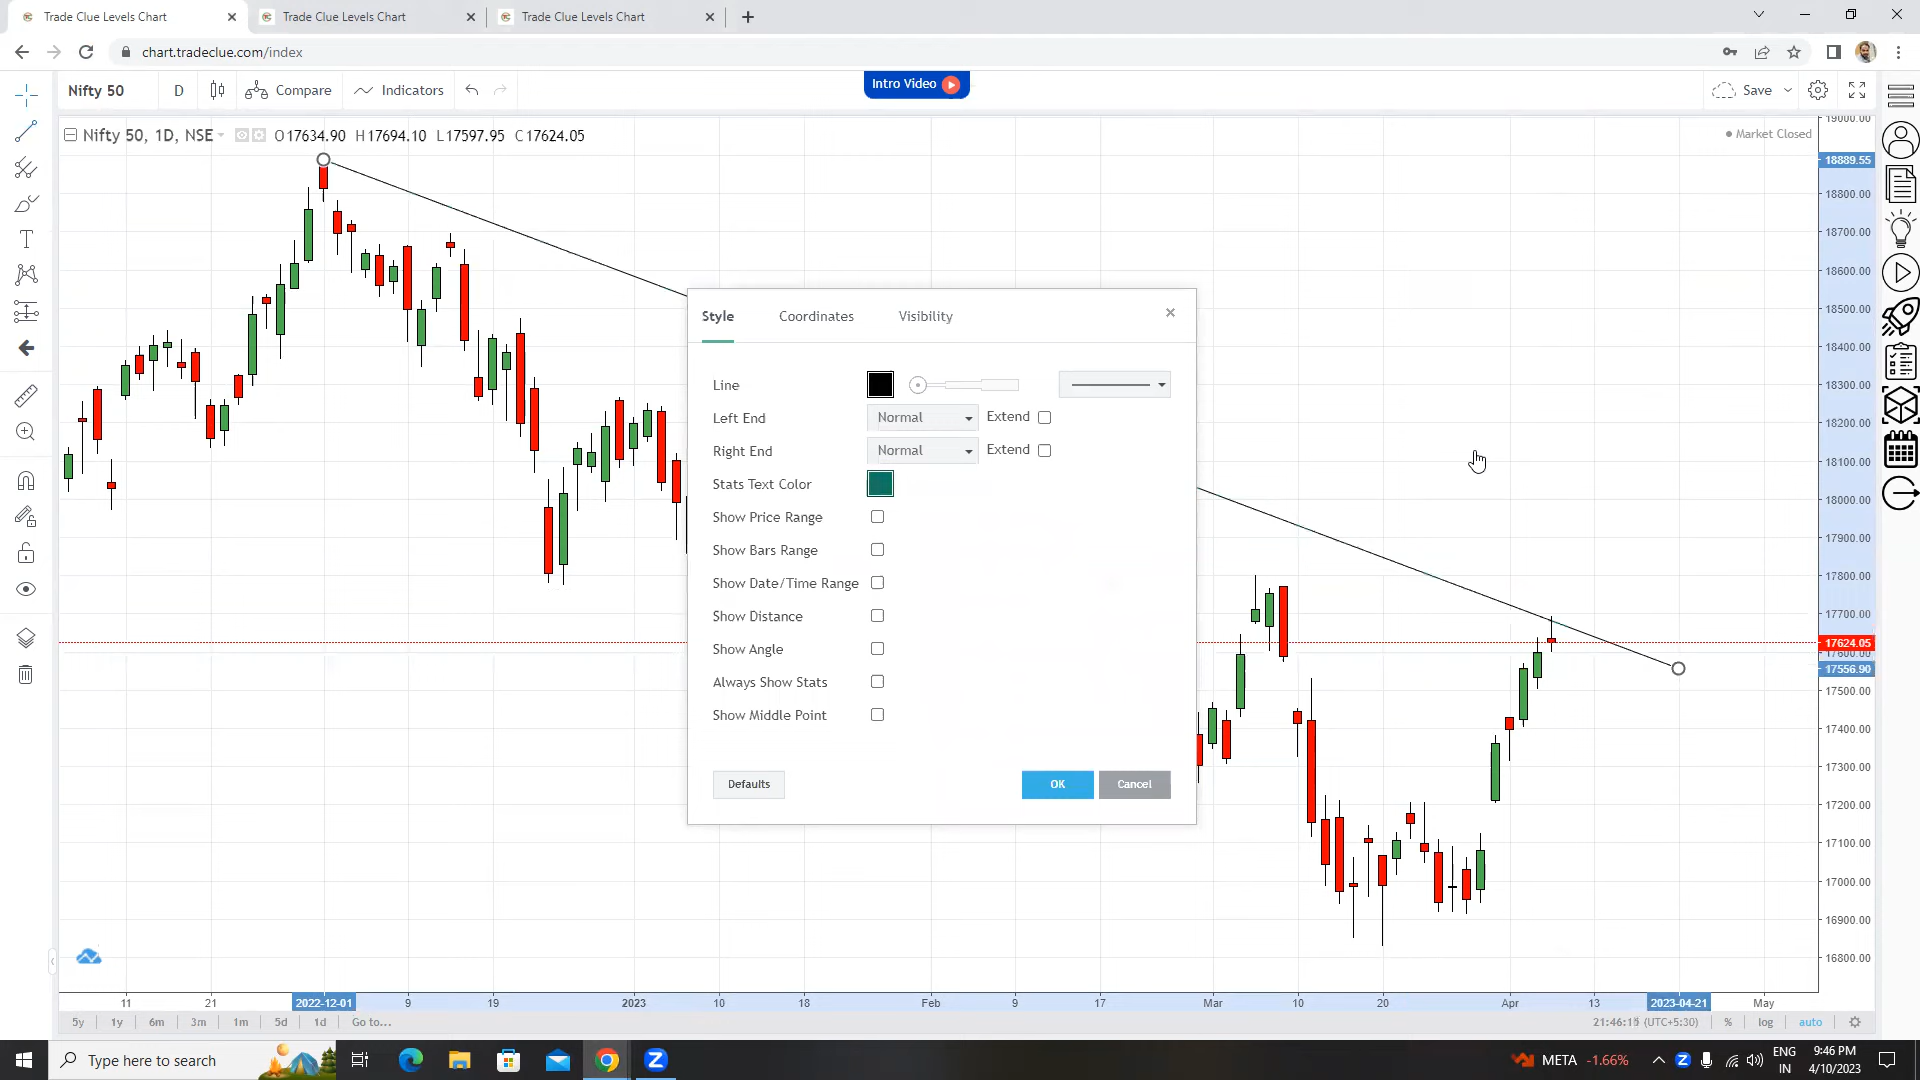 Trade Clue Levels Chart
Trade Clue Levels Chart
Trade Clue Levels Chart
chart.tradeclue.com/index
Nifty 50
D
Compare
Indicators
Intro Video
Save
Nifty 50, 1D, NSE
O17634.90 H17694.10 L17597.95 C17624.05
Market Closed
19000.00
18889.55
18800.00
18700.00
18600.00
18500.00
18400.00
18300.00
18200.00
18100.00
18000.00
17900.00
17800.00
17700.00
17624.05
17600.00
17556.90
17500.00
17400.00
17300.00
17200.00
17100.00
17000.00
16900.00
16800.00
Style Coordinates Visibility
Line
Left End Normal Extend
Right End Normal Extend
Stats Text Color
Show Price Range
Show Bars Range
Show Date/Time Range
Show Distance
Show Angle
Always Show Stats
Show Middle Point
Defaults OK Cancel
11 21 2022-12-01 9 19 2023 10 18 Feb 9 17 Mar 10 20 Apr 13 2023-04-21 May
5y 1y 6m 3m 1m 5d 1d Go to... (UTC+5:30) % log auto
Type here to search
META -1.66%
ENG
IN
9:46 PM
4/10/2023